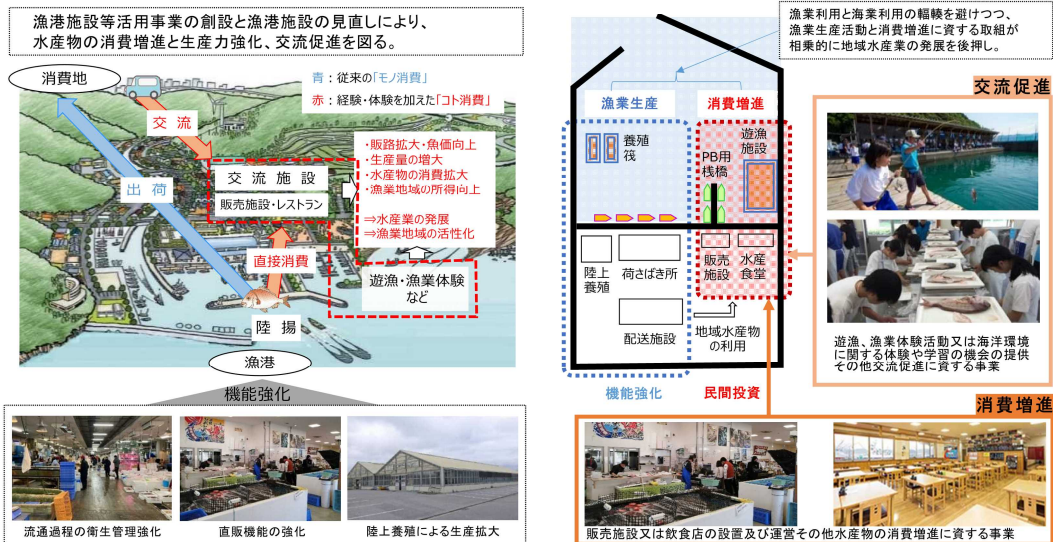 漁港施設等活用事業の創設と漁港施設の見直しにより、
水産物の消費増進と生産力強化、交流促進を図る。
消費地
青：従来の「モノ消費」
赤：経験・体験を加えた「コト消費」
交 流
出 荷
・販路拡大・魚価向上
・生産量の増大
・水産物の消費拡大
・漁業地域の所得向上
⇒水産業の発展
⇒漁業地域の活性化
交 流 施 設
販売施設・レストラン
直接消費
遊漁・漁業体験
など
陸 揚
漁港
機能強化
流通過程の衛生管理強化
直販機能の強化
陸上養殖による生産拡大
漁業利用と海業利用の輻輳を避けつつ、
漁業生産活動と消費増進に資する取組が
相乗的に地域水産業の発展を後押し。
漁業生産
消費増進
養殖
筏
PB用
桟橋
遊漁
施設
陸上
養殖
荷さばき所
販売
施設
水産
食堂
配送施設
地域水産物
の利用
機能強化
民間投資
交流促進
遊漁、漁業体験活動又は海洋環境
に関する体験や学習の機会の提供
その他交流促進に資する事業
消費増進
販売施設又は飲食店の設置及び運営その他水産物の消費増進に資する事業